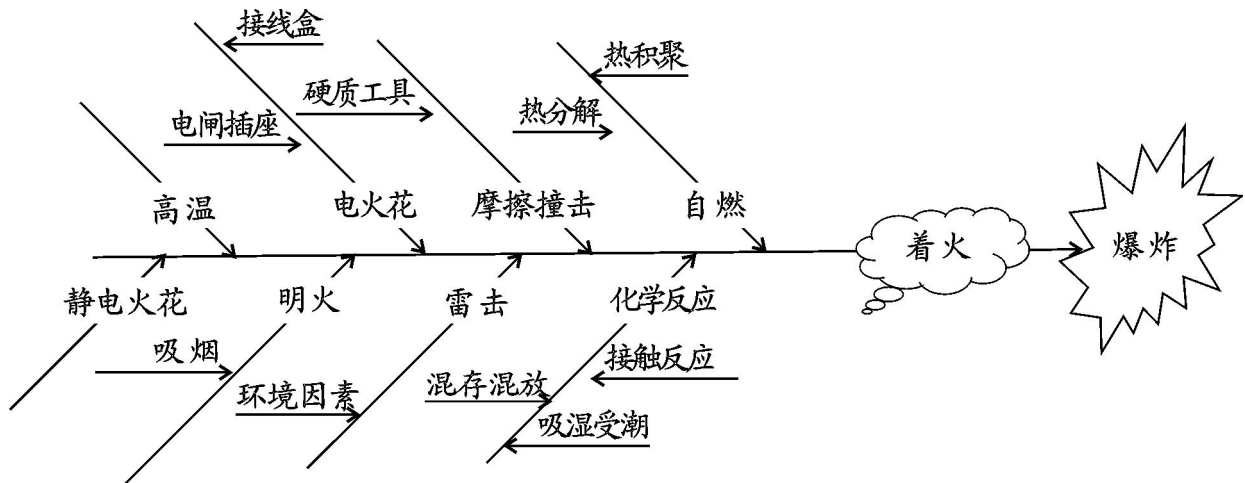 接线盒
热积聚
硬质工具
电闸插座
热分解
高温
电火花
摩擦撞击
自燃
着火
爆炸
静电火花
明火
雷击
化学反应
吸烟
接触反应
环境因素
混存混放
吸湿受潮